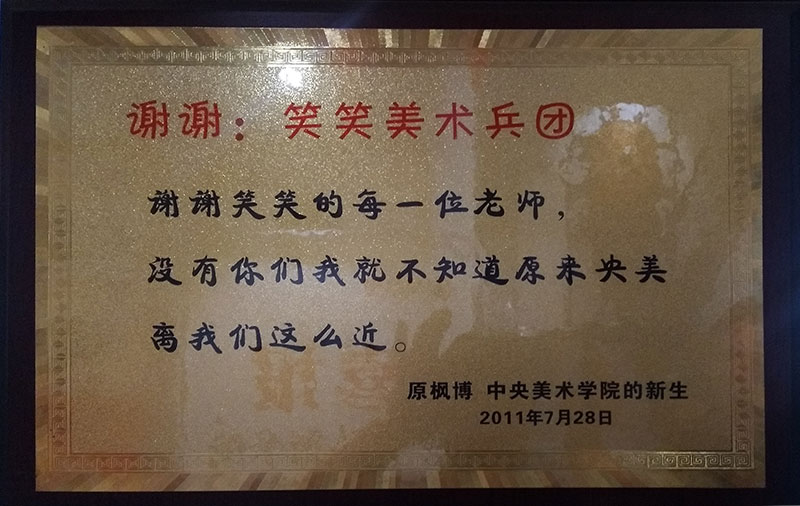 谢谢：笑笑美术兵团
谢谢笑笑的每一位老师，
没有你们我就不知道原来央美
离我们这么近。
原枫博 中央美术学院的新生
2011年7月28日